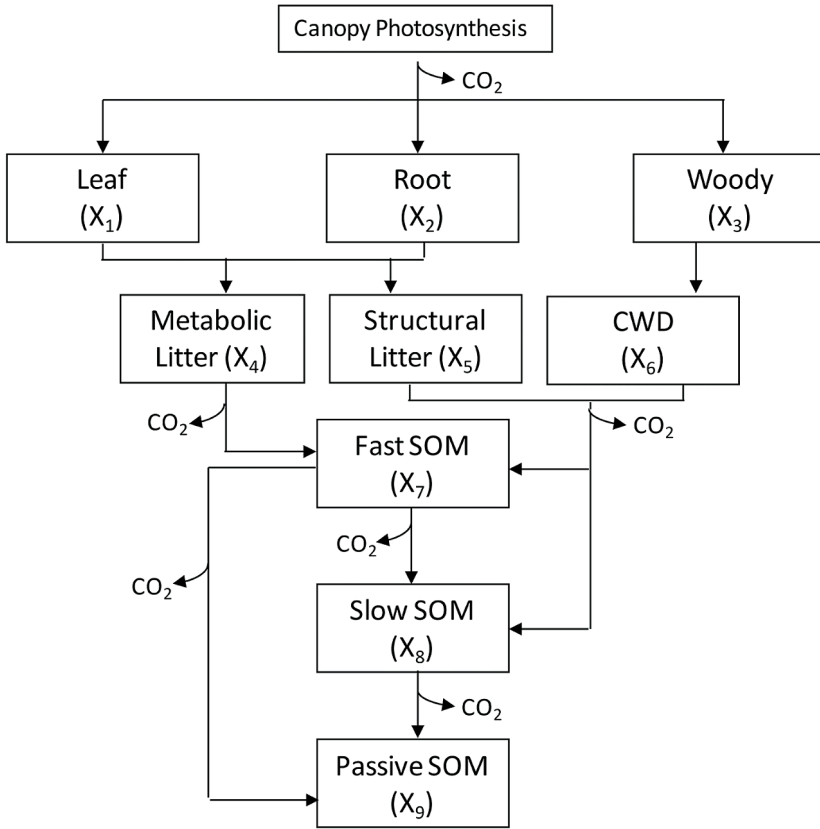 Canopy Photosynthesis
CO₂
Leaf
(X₁)
Root
(X₂)
Woody
(X₃)
Metabolic
Litter (X₄)
Structural
Litter (X₅)
CWD
(X₆)
CO₂
CO₂
Fast SOM
(X₇)
CO₂
CO₂
Slow SOM
(X₈)
CO₂
Passive SOM
(X₉)